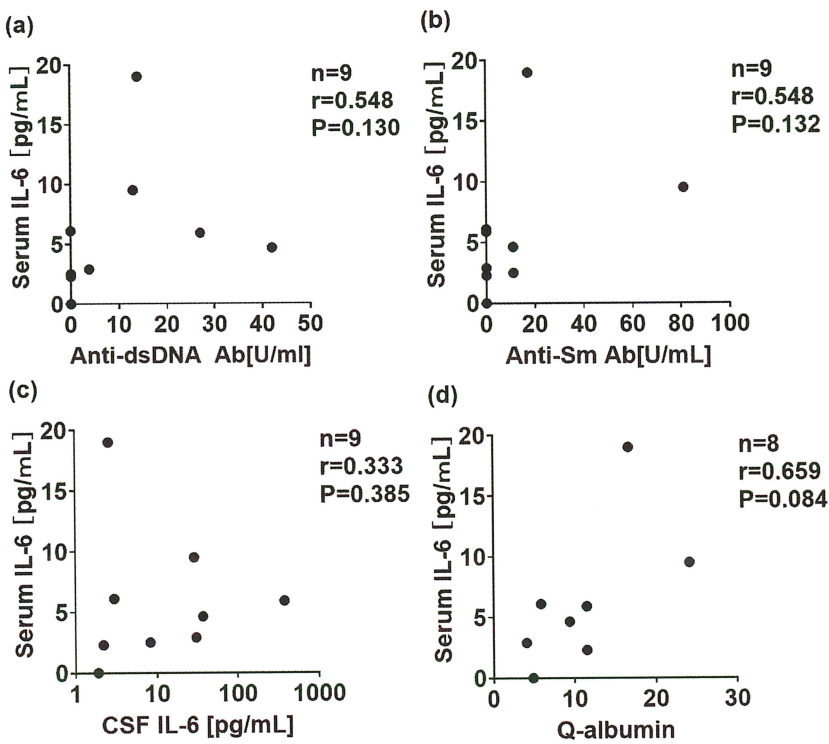 (a)
Serum IL-6 [pg/mL]
20
15
10
5
0
0 10 20 30 40 50
Anti-dsDNA Ab[U/ml]
n=9
r=0.548
P=0.130
(b)
Serum IL-6 [pg/mL]
20
15
10
5
0
0 20 40 60 80 100
Anti-Sm Ab[U/mL]
n=9
r=0.548
P=0.132
(c)
Serum IL-6 [pg/mL]
20
15
10
5
0
1 10 100 1000
CSF IL-6 [pg/mL]
n=9
r=0.333
P=0.385
(d)
Serum IL-6 [pg/mL]
20
15
10
5
0
0 10 20 30
Q-albumin
n=8
r=0.659
P=0.084